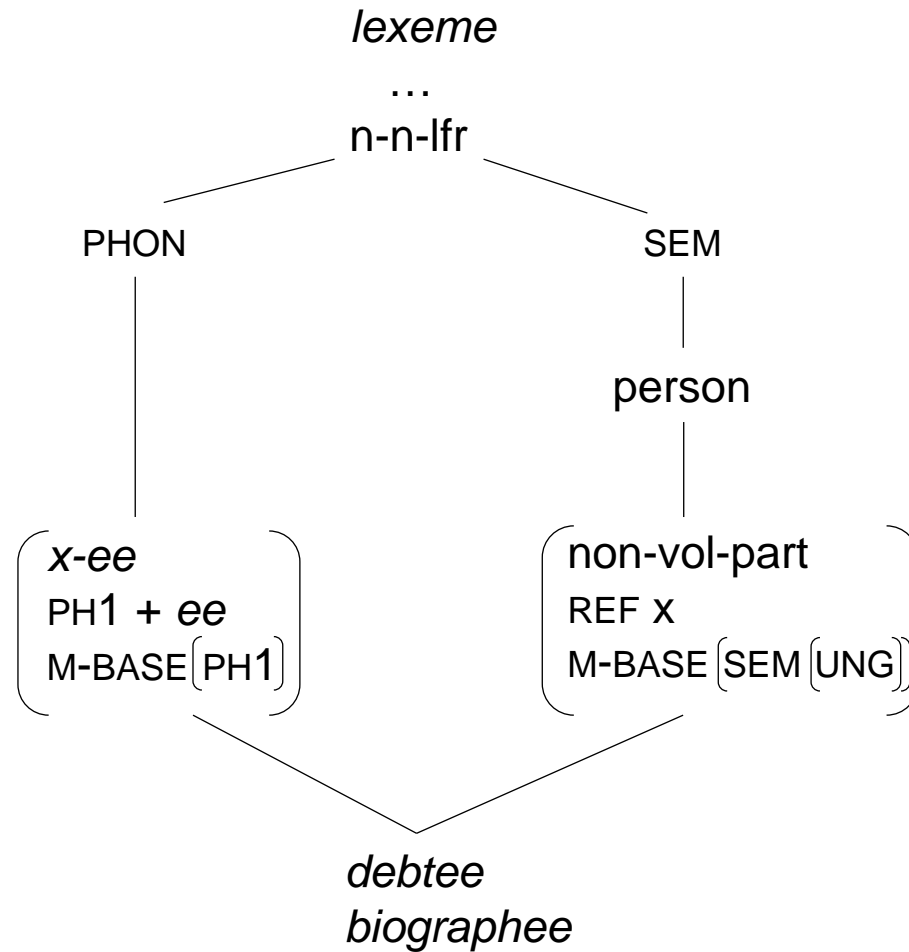 lexeme
...
n-n-lfr
PHON
SEM
person
x-ee
PH1 + ee
M-BASE[PH1]
non-vol-part
REF x
M-BASE [SEM [UNG]]
debtee
biographee